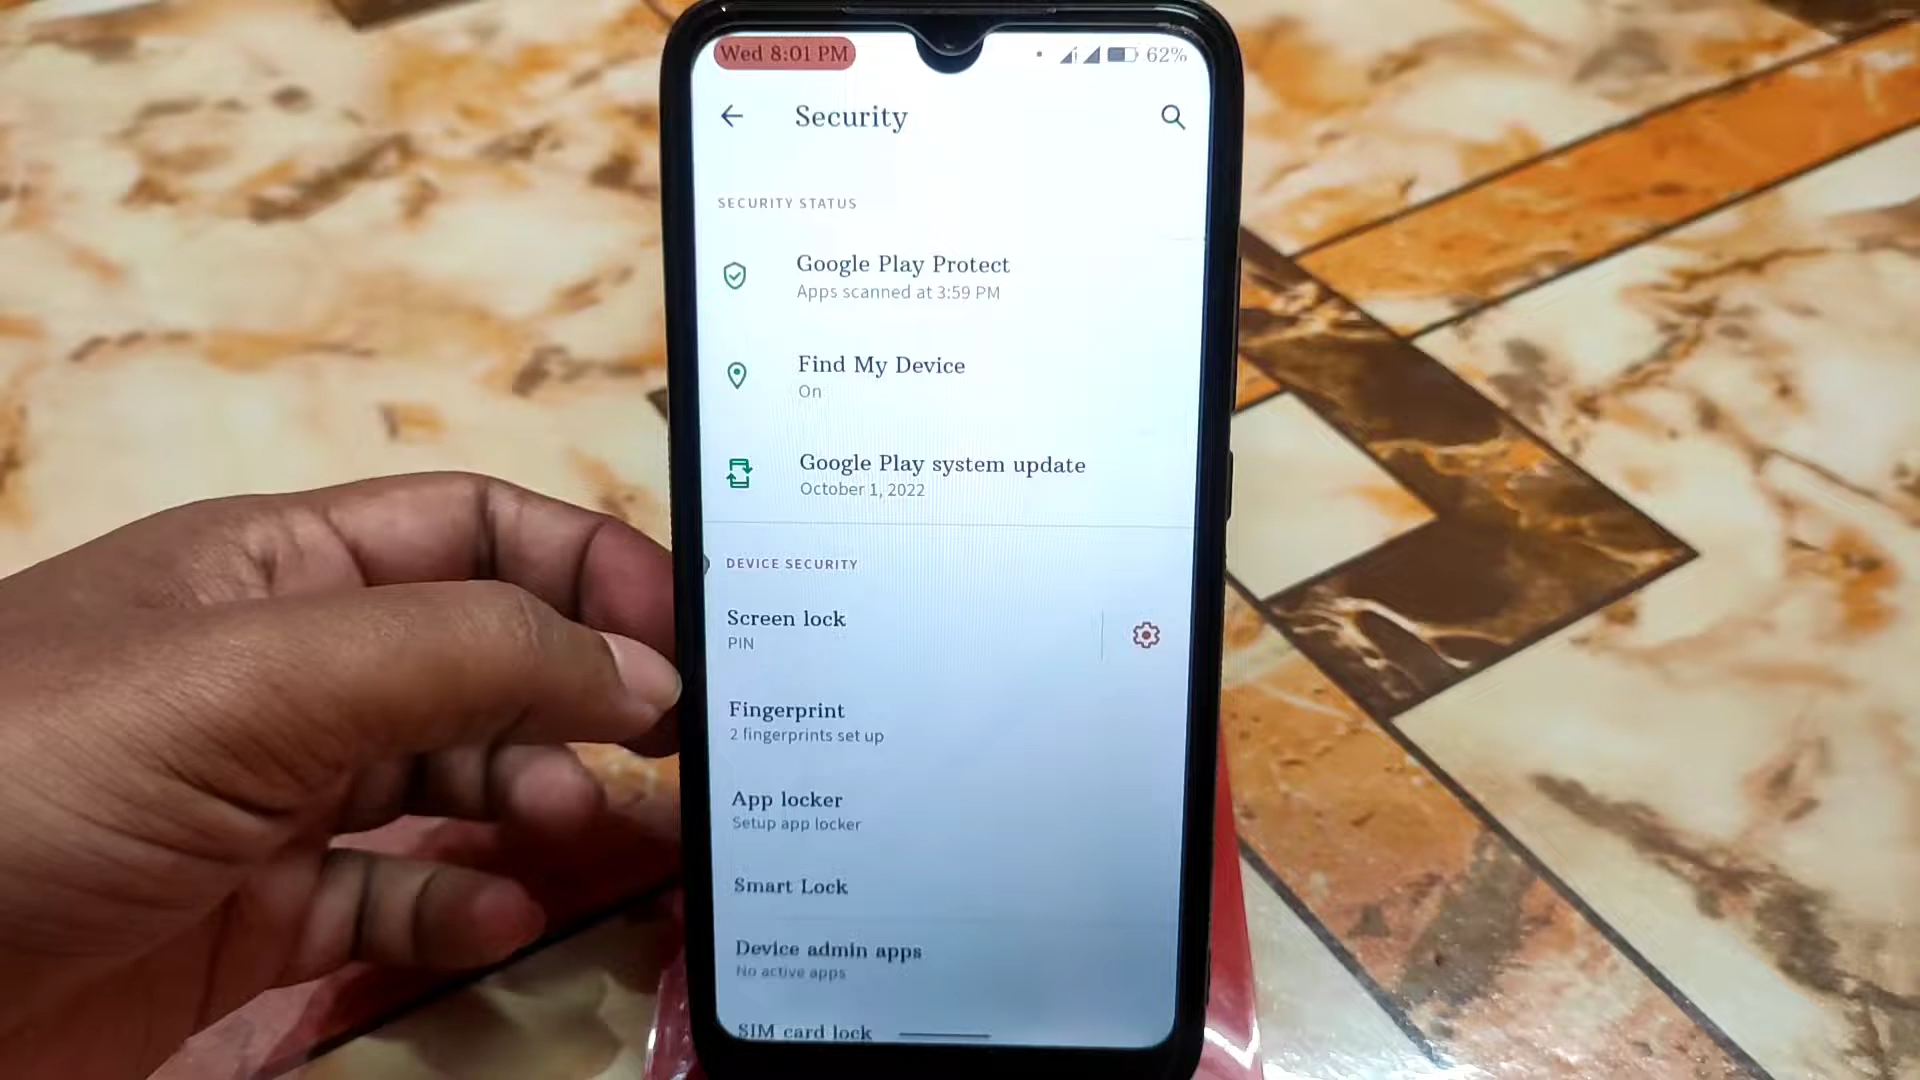 Wed 8:01 PM
62%
Security
SECURITY STATUS
Google Play Protect
Apps scanned at 3:59 PM
Find My Device
On
Google Play system update
October 1, 2022
DEVICE SECURITY
Screen lock
PIN
Fingerprint
2 fingerprints set up
App locker
Setup app locker
Smart Lock
Device admin apps
No active apps
SIM card lock